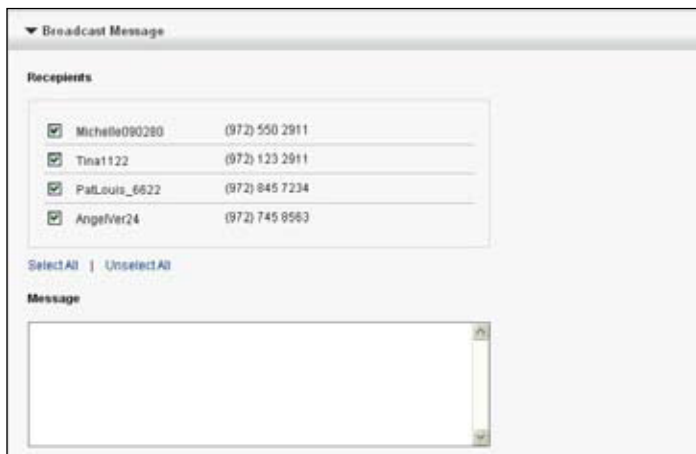 Broadcast Message
Recepients
Michelle090280 (972) 550 2911
Tina1122 (972) 123 2911
PatLouis_6622 (972) 845 7234
AngelVer24 (972) 745 8563
Select All | Unselect All
Message